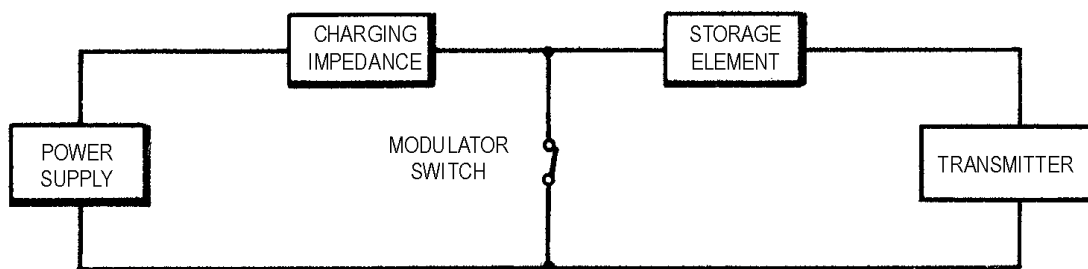 CHARGING
IMPEDANCE
STORAGE
ELEMENT
POWER
SUPPLY
MODULATOR
SWITCH
TRANSMITTER